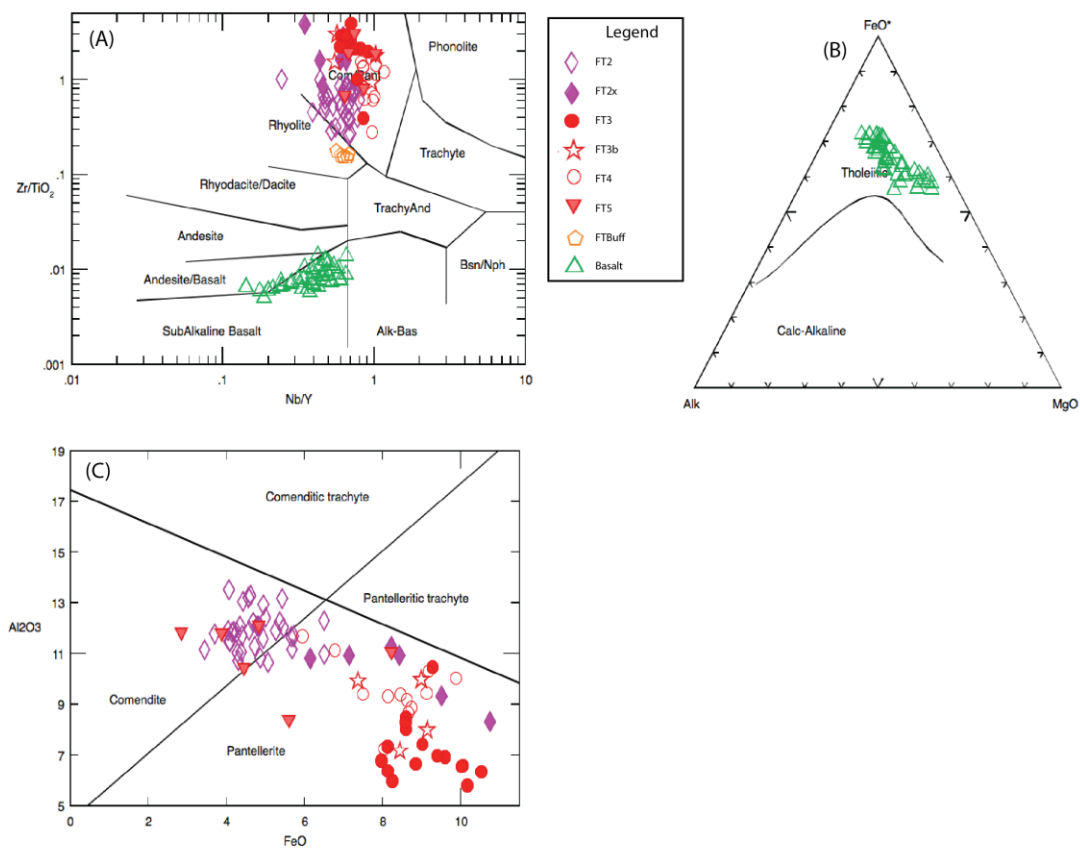 (A)
Phonolite
Com/Pant
Rhyolite
Trachyte
Rhyodacite/Dacite
TrachyAnd
Andesite
Andesite/Basalt
Bsn/Nph
SubAlkaline Basalt
Alk-Bas
1
.1
.01
.001
Zr/TiO2
.01
.1
1
10
Nb/Y
Legend
FT2
FT2x
FT3
FT3b
FT4
FT5
FTBuff
Basalt
(B)
FeO*
Calc-Alkaline
Alk
MgO
(C)
19
17
15
13
11
9
7
5
Al2O3
Comenditic trachyte
Pantelleritic trachyte
Comendite
Pantellerite
0
2
4
6
8
10
FeO